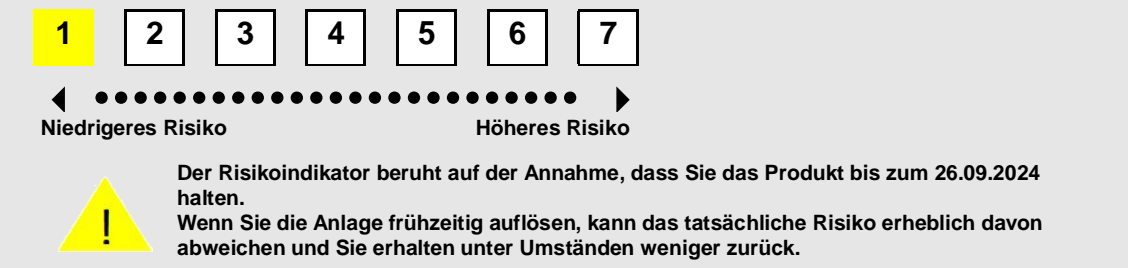 1 2 3 4 5 6 7
Niedrigeres Risiko Höheres Risiko
Der Risikoindikator beruht auf der Annahme, dass Sie das Produkt bis zum 26.09.2024
halten.
Wenn Sie die Anlage frühzeitig auflösen, kann das tatsächliche Risiko erheblich davon
abweichen und Sie erhalten unter Umständen weniger zurück.
!